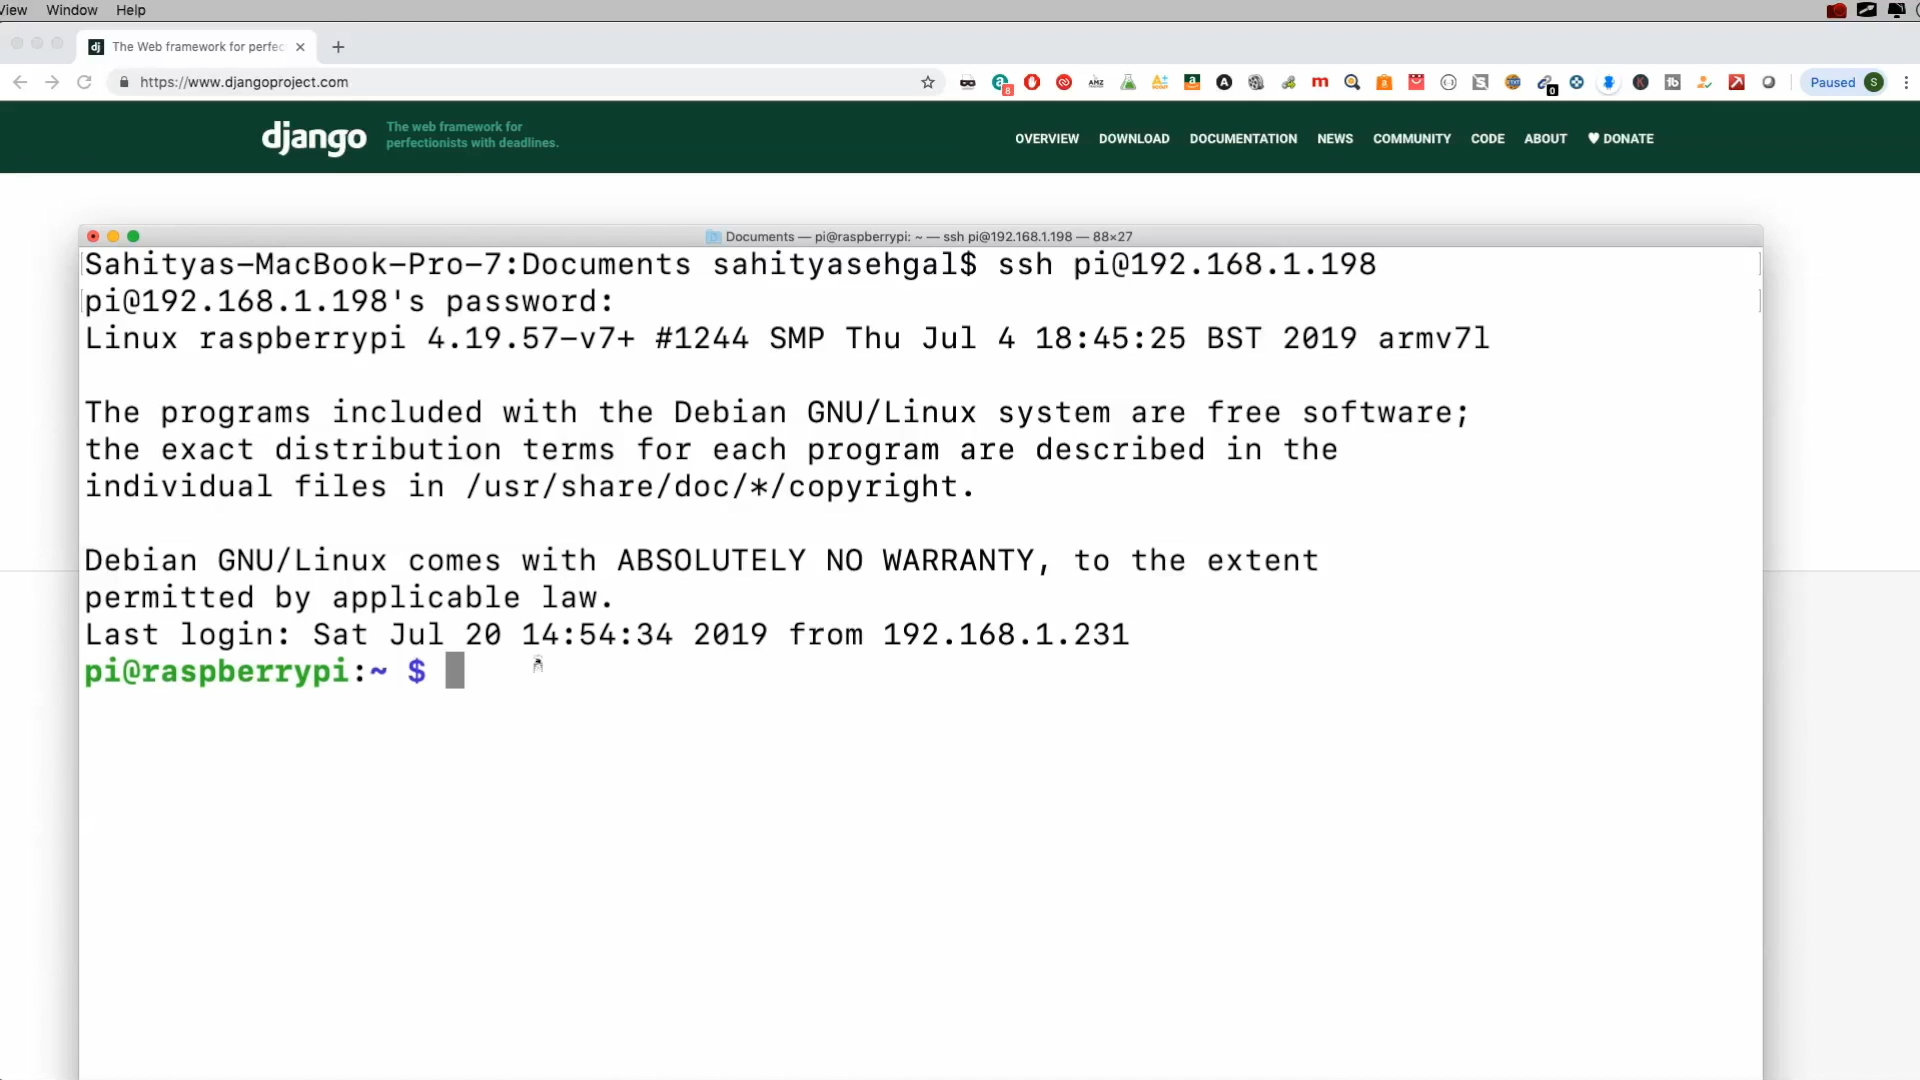 View Window Help
dj The Web framework for perfec
https://www.djangoproject.com
Paused S
django The web framework for
perfectionists with deadlines.
OVERVIEW DOWNLOAD DOCUMENTATION NEWS COMMUNITY CODE ABOUT DONATE
Documents — pi@raspberrypi: ~ — ssh pi@192.168.1.198 — 88×27
Sahityas-MacBook-Pro-7:Documents sahityasehgal$ ssh pi@192.168.1.198
pi@192.168.1.198's password:
Linux raspberrypi 4.19.57-v7+ #1244 SMP Thu Jul 4 18:45:25 BST 2019 armv7l
The programs included with the Debian GNU/Linux system are free software;
the exact distribution terms for each program are described in the
individual files in /usr/share/doc/*/copyright.
Debian GNU/Linux comes with ABSOLUTELY NO WARRANTY, to the extent
permitted by applicable law.
Last login: Sat Jul 20 14:54:34 2019 from 192.168.1.231
pi@raspberrypi:~ $